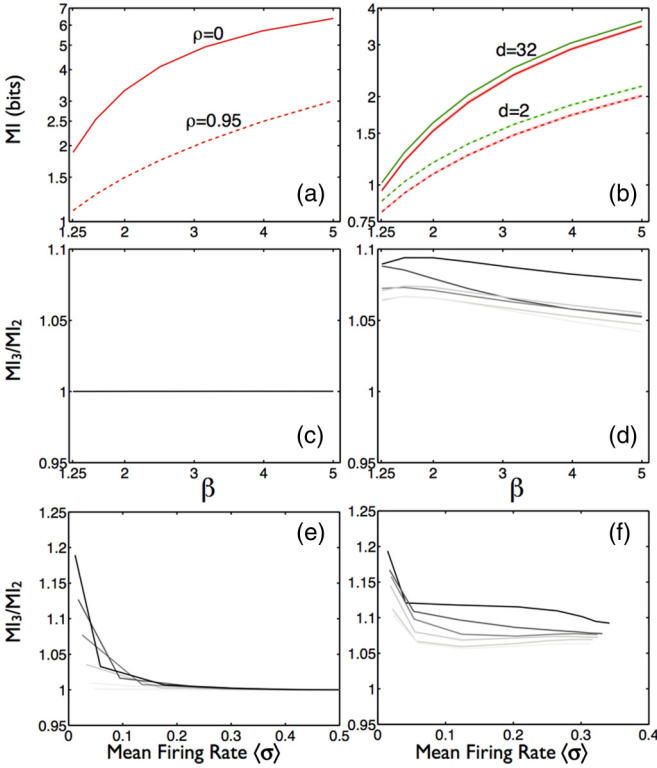 MI (bits)
7
6
5
4
3
2.5
2
1.5
1
1.25 2 3 4 5
ρ=0
ρ=0.95
(a)
4
3
2
1.5
1
0.75
1.25 2 3 4 5
d=32
d=2
(b)
MI3/MI2
1.1
1.05
1
0.95
1.25 2 3 4 5
β
(c)
1.1
1.05
1
0.95
1.25 2 3 4 5
β
(d)
MI3/MI2
1.25
1.2
1.15
1.1
1.05
1
0.95
0 0.1 0.2 0.3 0.4 0.5
Mean Firing Rate ⟨σ⟩
(e)
1.25
1.2
1.15
1.1
1.05
1
0.95
0 0.1 0.2 0.3 0.4
Mean Firing Rate ⟨σ⟩
(f)